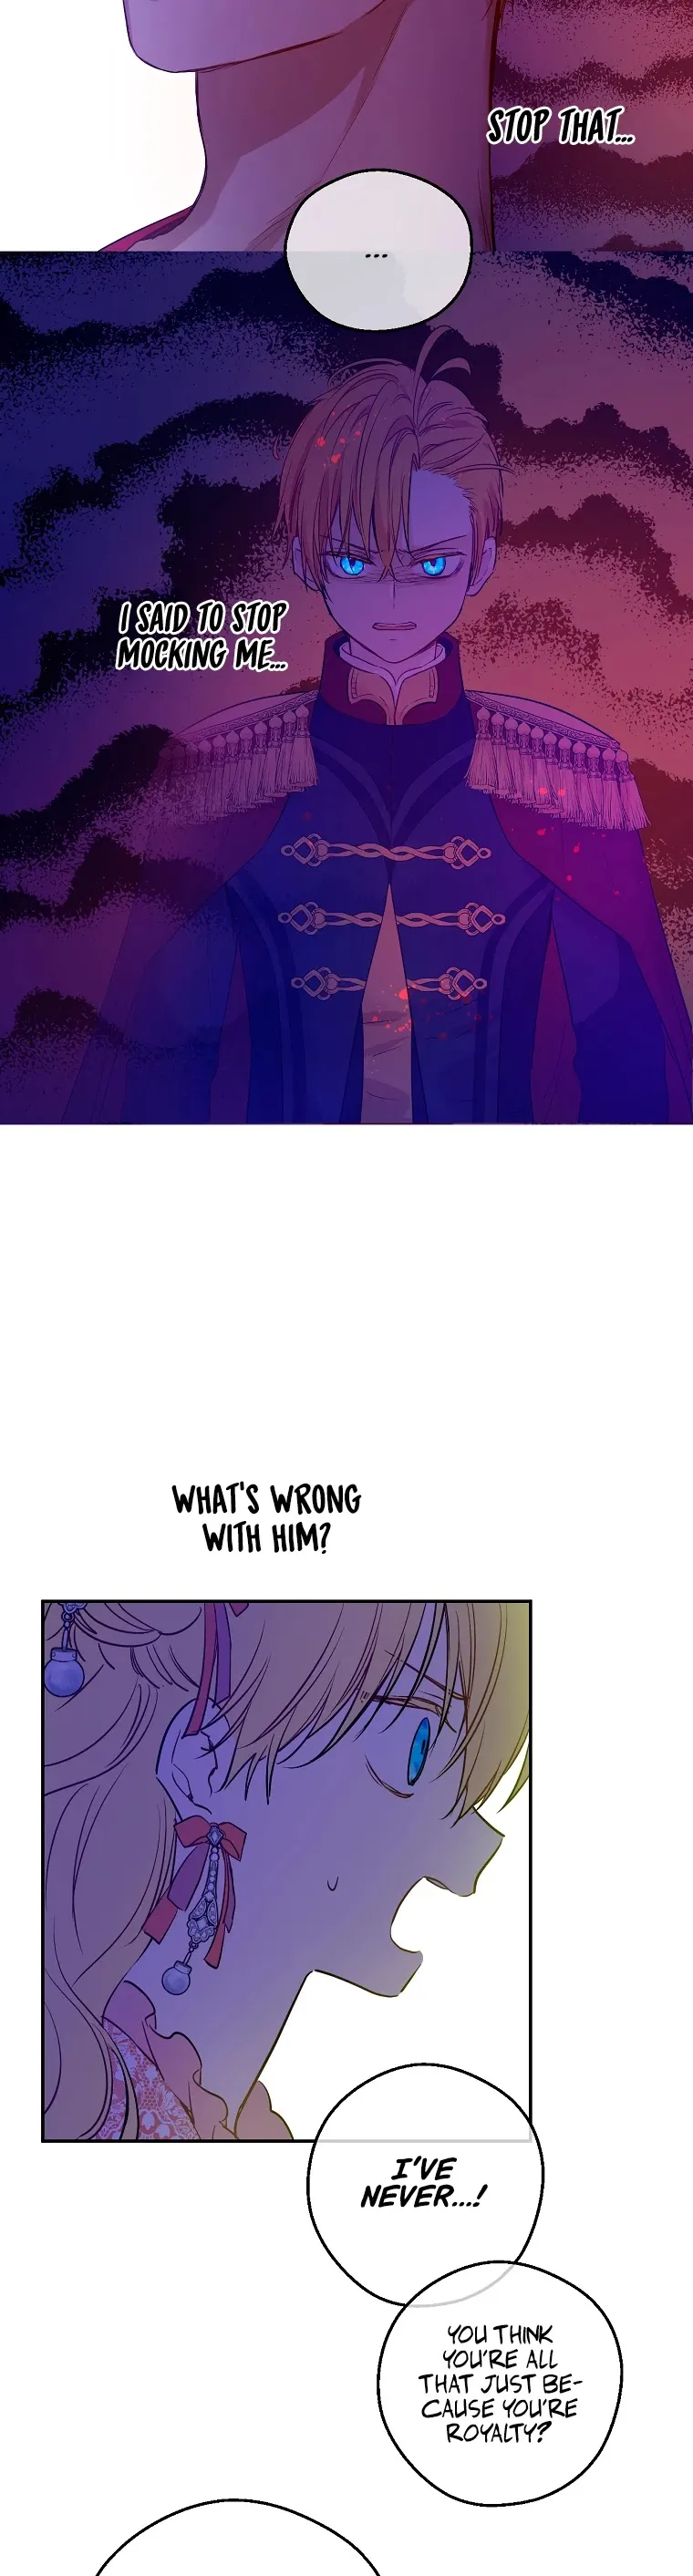 STOP THAT...
...
I SAID TO STOP
MOCKING ME...
WHAT'S WRONG
WITH HIM?
I'VE
NEVER...!
YOU THINK
YOU'RE ALL
THAT JUST BE-
CAUSE YOU'RE
ROYALTY?